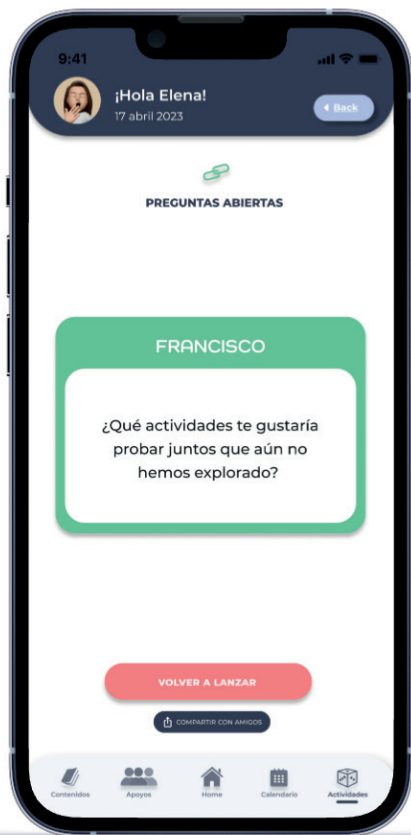 9:41
¡Hola Elena!
17 abril 2023
Back
PREGUNTAS ABIERTAS
FRANCISCO
¿Qué actividades te gustaría
probar juntos que aún no
hemos explorado?
VOLVER A LANZAR
COMPARTIR CON AMIGOS
Contenidos Apoyos Home Calendario Actividades